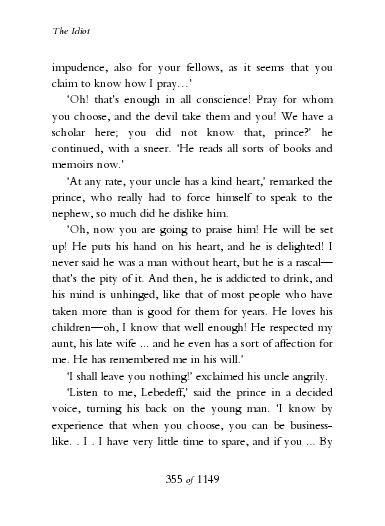 The Idiot
impudence, also for your fellows, as it seems that you
claim to know how I pray…'
'Oh! that's enough in all conscience! Pray for whom
you choose, and the devil take them and you! We have a
scholar here; you did not know that, prince?' he
continued, with a sneer. 'He reads all sorts of books and
memoirs now.'
'At any rate, your uncle has a kind heart,' remarked the
prince, who really had to force himself to speak to the
nephew, so much did he dislike him.
'Oh, now you are going to praise him! He will be set
up! He puts his hand on his heart, and he is delighted! I
never said he was a man without heart, but he is a rascal—
that's the pity of it. And then, he is addicted to drink, and
his mind is unhinged, like that of most people who have
taken more than is good for them for years. He loves his
children—oh, I know that well enough! He respected my
aunt, his late wife ... and he even has a sort of affection for
me. He has remembered me in his will.'
'I shall leave you nothing!' exclaimed his uncle angrily.
'Listen to me, Lebedeff,' said the prince in a decided
voice, turning his back on the young man. 'I know by
experience that when you choose, you can be business-
like. . I . I have very little time to spare, and if you ... By
355 of 1149